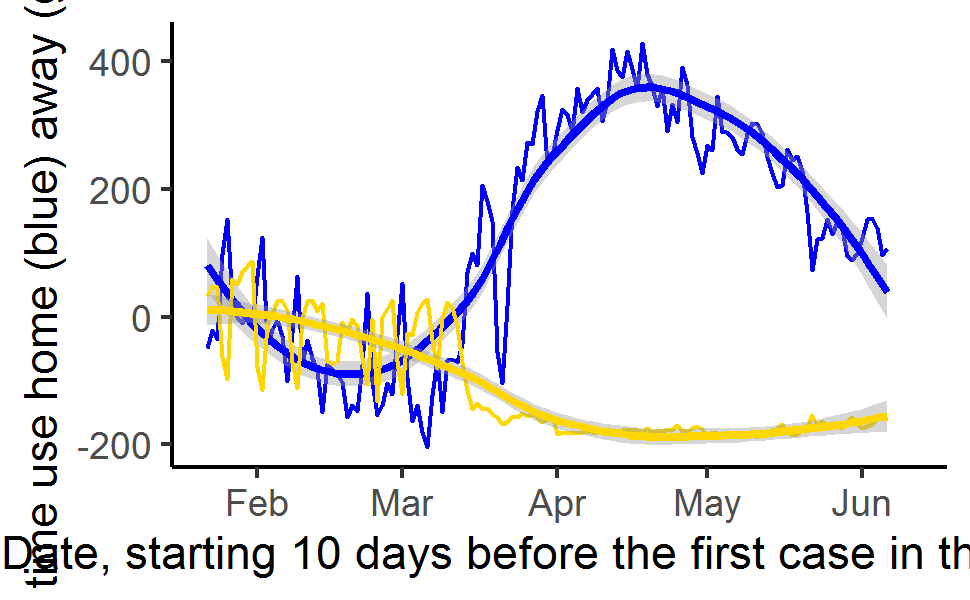 time use home (blue) away (
400
200
0
-200
Feb Mar Apr May Jun
Date, starting 10 days before the first case in th